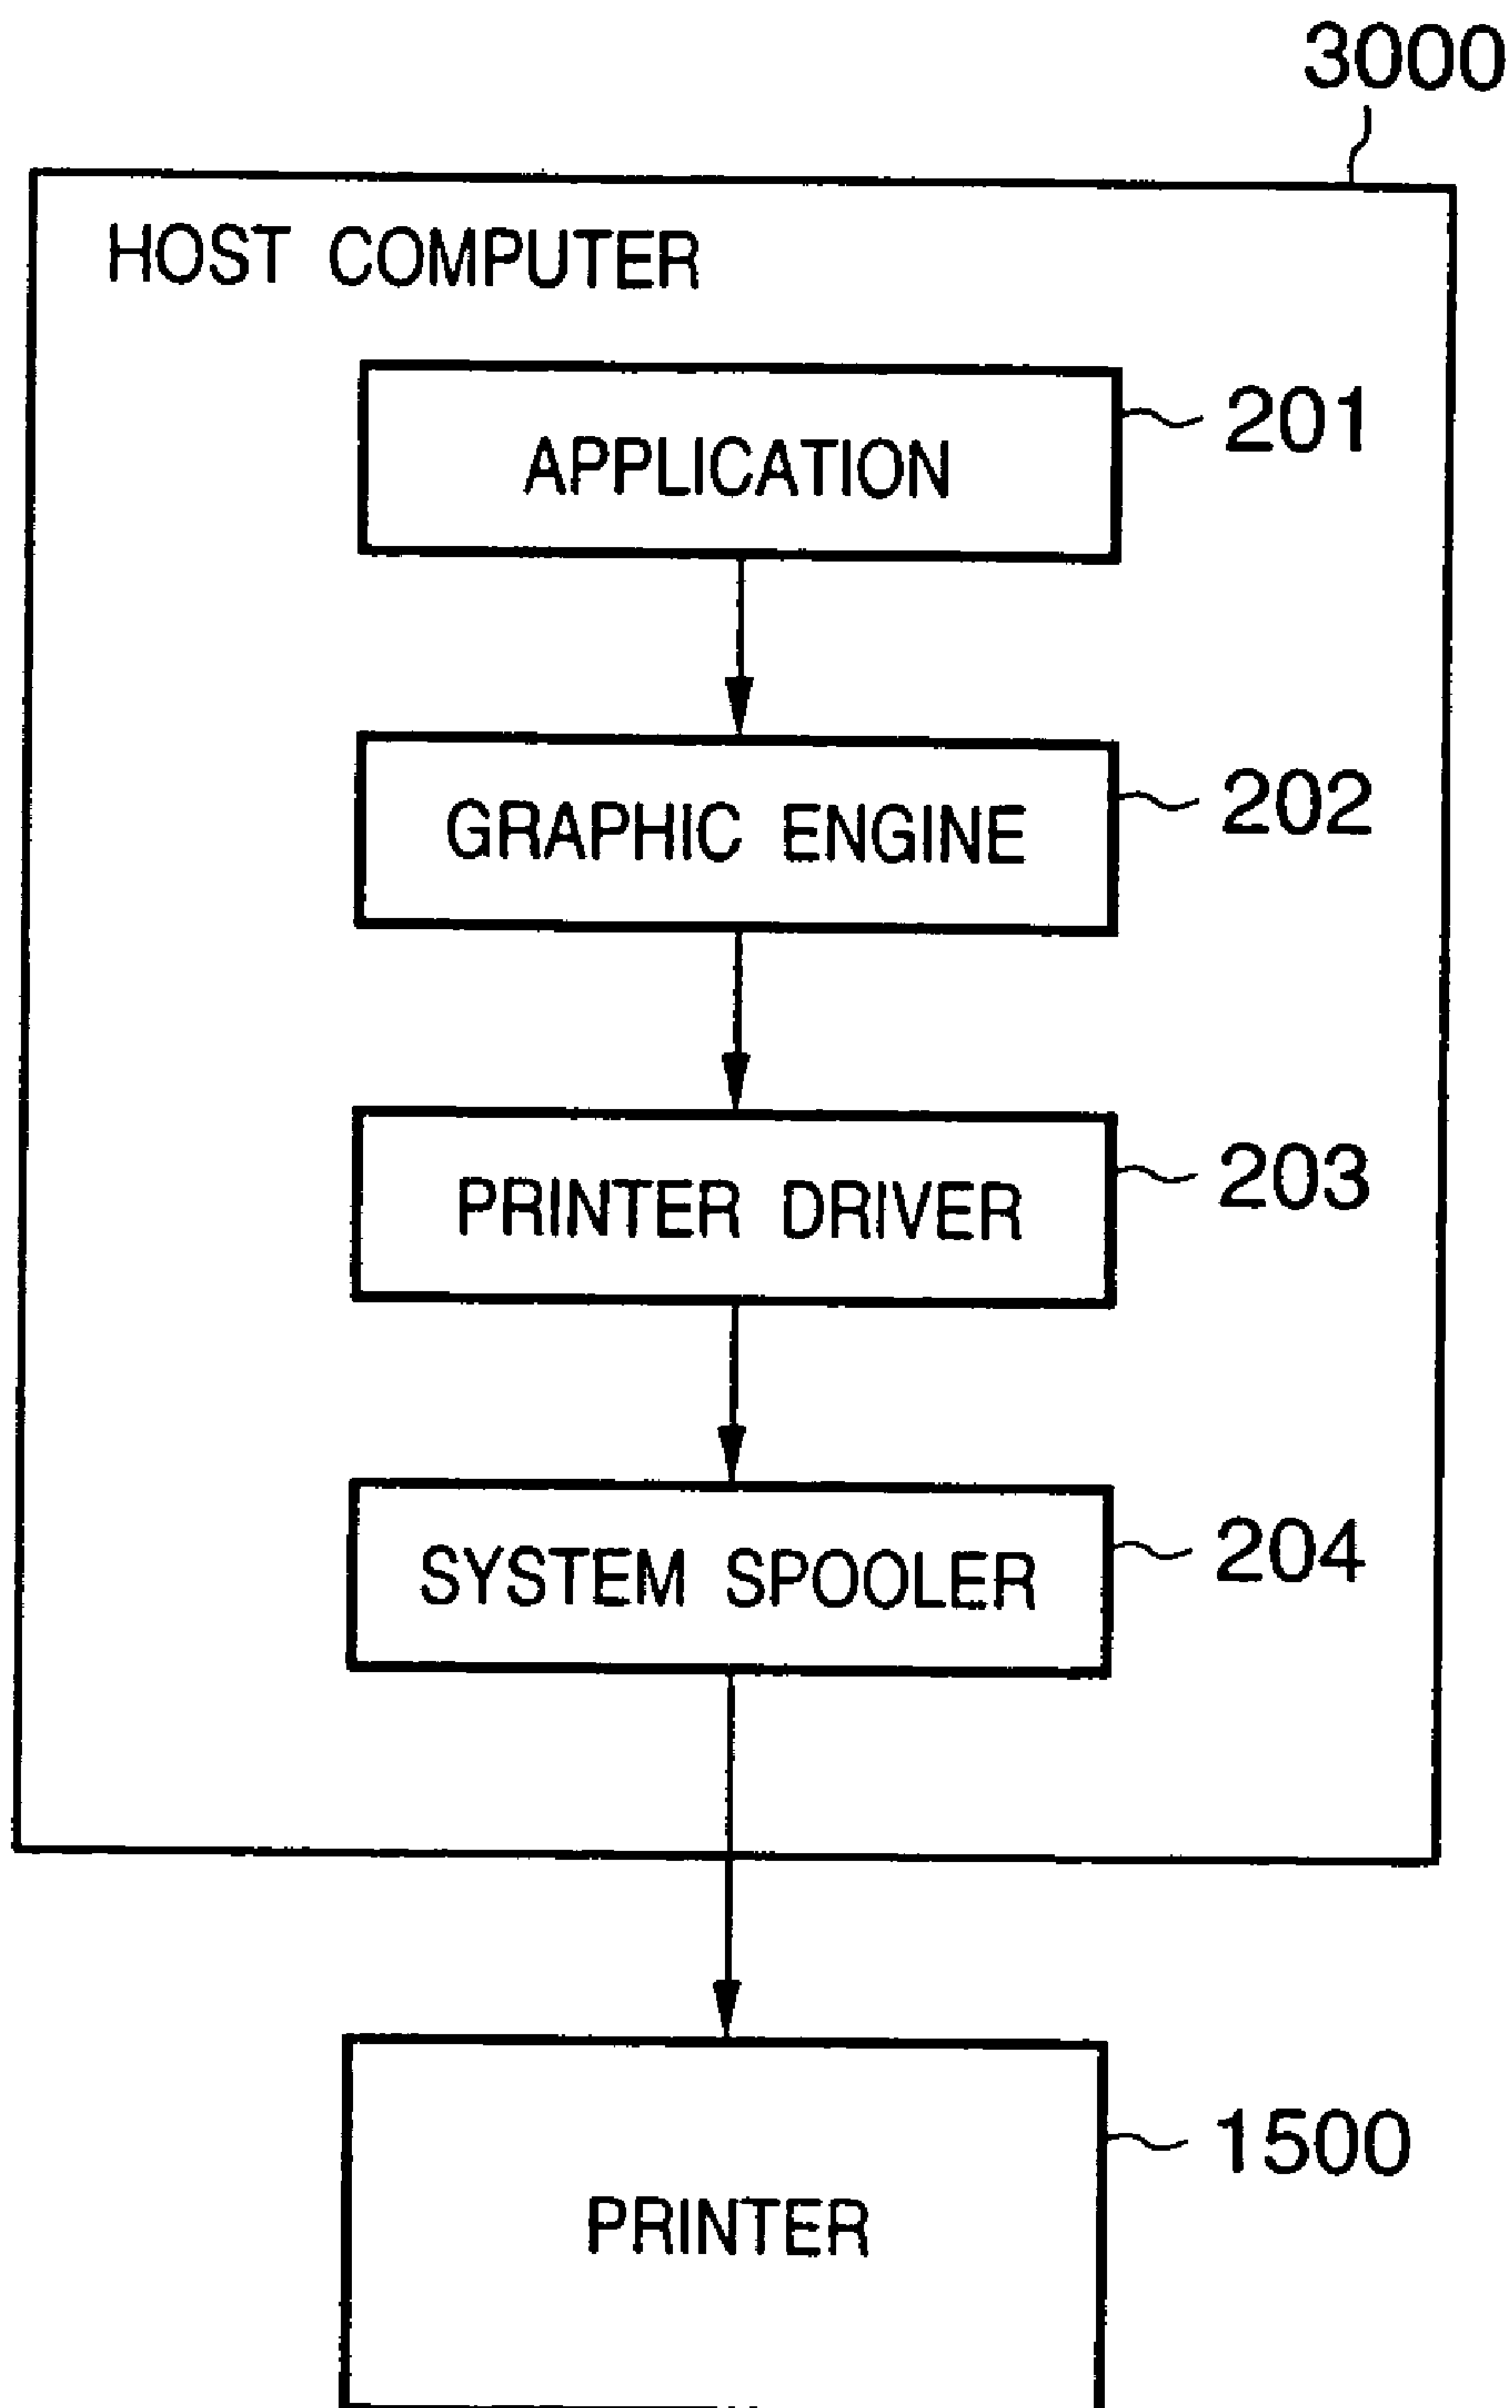 3000
HOST COMPUTER
APPLICATION
201
GRAPHIC ENGINE
202
PRINTER DRIVER
203
SYSTEM SPOOLER
204
PRINTER
1500